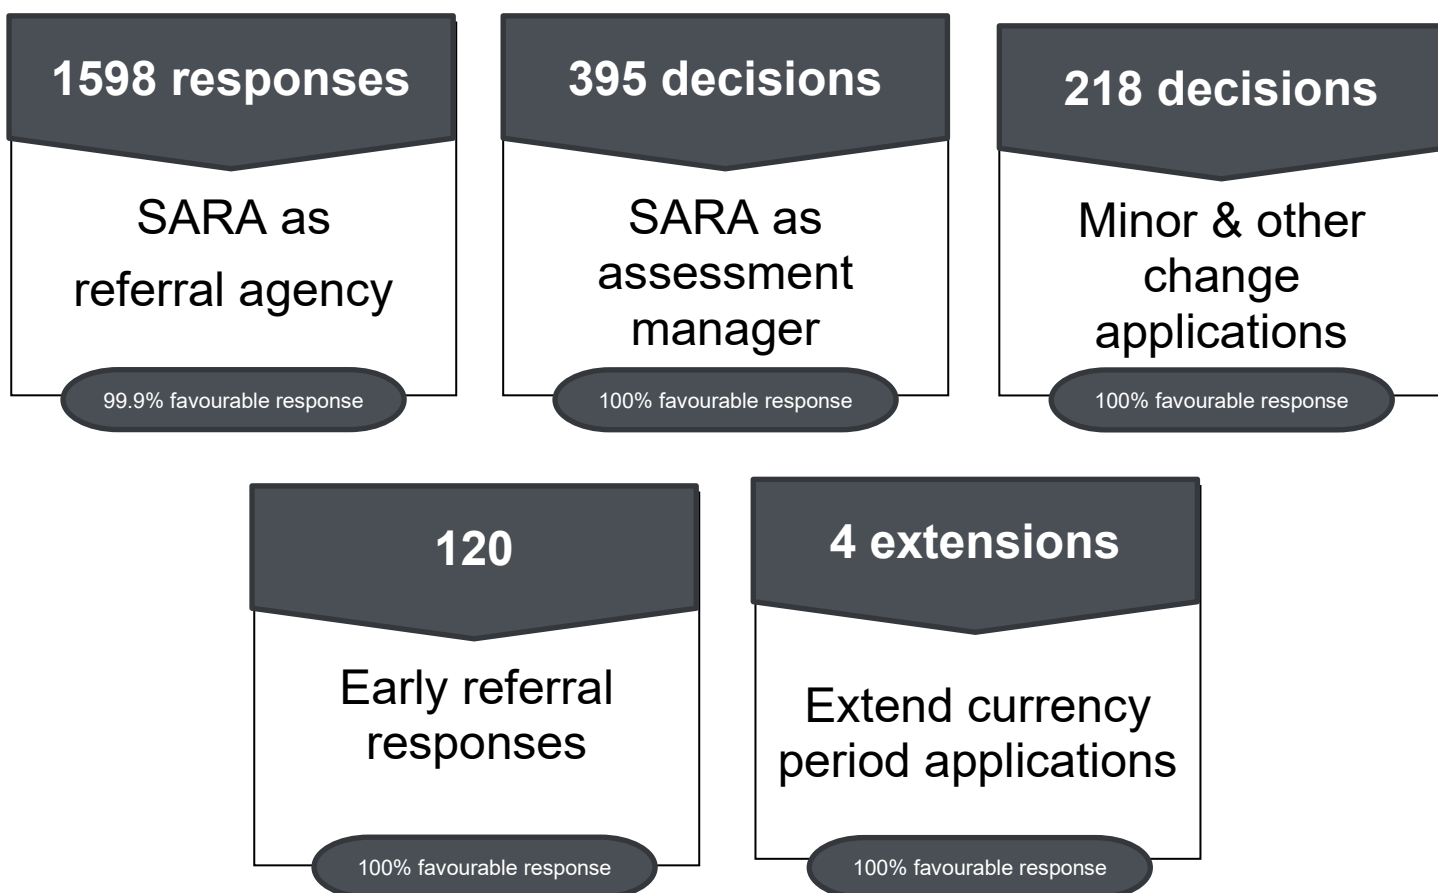 1598 responses
SARA as
referral agency
99.9% favourable response
395 decisions
SARA as
assessment
manager
100% favourable response
218 decisions
Minor & other
change
applications
100% favourable response
120
Early referral
responses
100% favourable response
4 extensions
Extend currency
period applications
100% favourable response